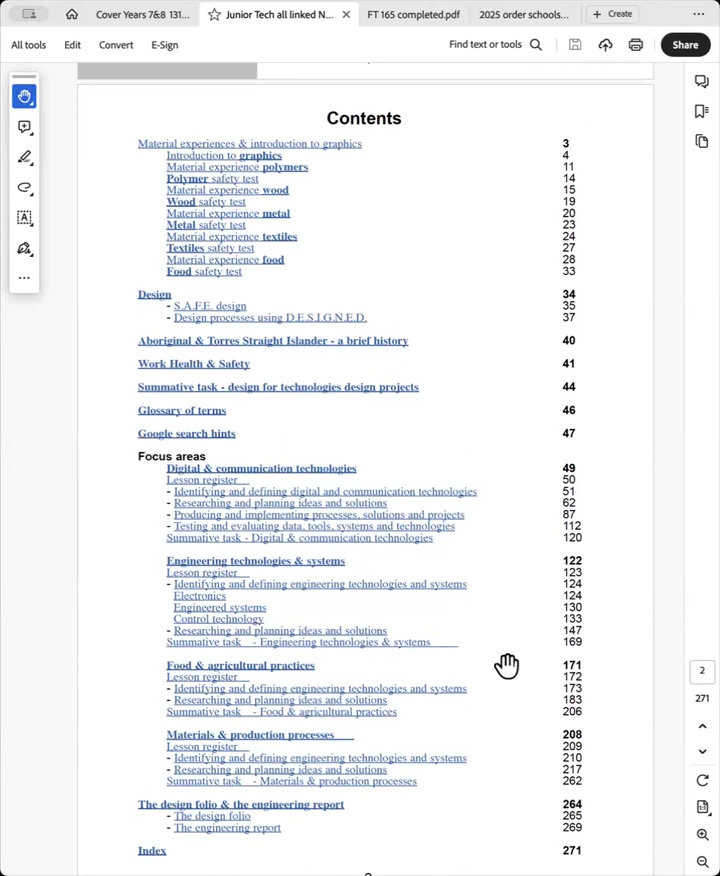 Cover Years 7&8 131...
Junior Tech all linked N...
FT 165 completed.pdf
2025 order schools...
+ Create
All tools
Edit
Convert
E-Sign
Find text or tools
Share
Contents
Material experiences & introduction to graphics 3
Introduction to graphics 4
Material experience polymers 11
Polymer safety test 14
Material experience wood 15
Wood safety test 19
Material experience metal 20
Metal safety test 23
Material experience textiles 24
Textiles safety test 27
Material experience food 28
Food safety test 33
Design 34
- S.A.F.E. design 35
- Design processes using D.E.S.I.G.N.E.D. 37
Aboriginal & Torres Straight Islander - a brief history 40
Work Health & Safety 41
Summative task - design for technologies design projects 44
Glossary of terms 46
Google search hints 47
Focus areas
Digital & communication technologies 49
Lesson register 50
- Identifying and defining digital and communication technologies 51
- Researching and planning ideas and solutions 62
- Producing and implementing processes, solutions and projects 87
- Testing and evaluating data, tools, systems and technologies 112
Summative task - Digital & communication technologies 120
Engineering technologies & systems 122
Lesson register 123
- Identifying and defining engineering technologies and systems 124
Electronics 124
Engineered systems 130
Control technology 133
- Researching and planning ideas and solutions 147
Summative task - Engineering technologies & systems 169
Food & agricultural practices 171
Lesson register 172
- Identifying and defining engineering technologies and systems 173
- Researching and planning ideas and solutions 183
Summative task - Food & agricultural practices 206
Materials & production processes 208
Lesson register 209
- Identifying and defining engineering technologies and systems 210
- Researching and planning ideas and solutions 217
Summative task - Materials & production processes 262
The design folio & the engineering report 264
- The design folio 265
- The engineering report 269
Index 271
2
271